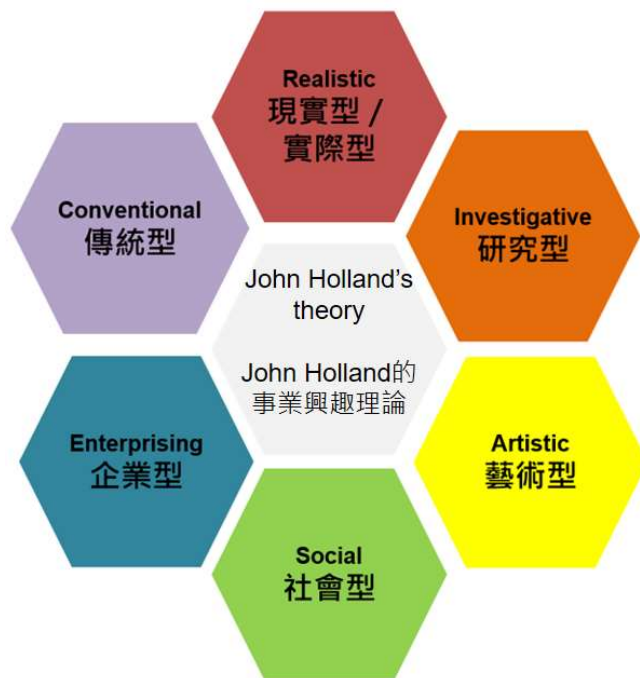 Realistic
現實型 /
實際型
Conventional
傳統型
Investigative
研究型
John Holland’s
theory
John Holland的
事業興趣理論
Enterprising
企業型
Artistic
藝術型
Social
社會型